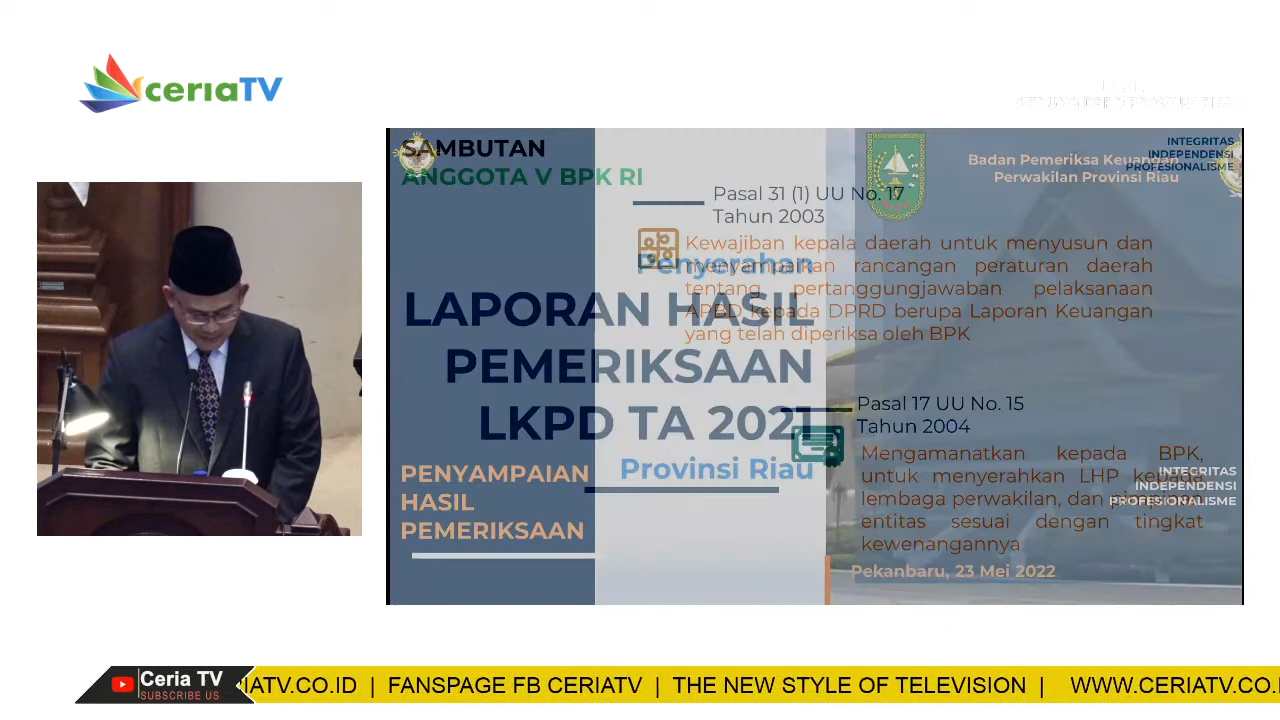 ceriaTV
SAMBUTAN
ANGGOTA V BPK RI
Penyerahan
LAPORAN HASIL
PEMERIKSAAN
LKPD TA 2021
Provinsi Riau
PENYAMPAIAN
HASIL
PEMERIKSAAN
Badan Pemeriksa Keuangan
Perwakilan Provinsi Riau
INTEGRITAS
INDEPENDENSI
PROFESIONALISME
Pasal 31 (1) UU No. 17
Tahun 2003
Kewajiban kepala daerah untuk menyusun dan
menyampaikan rancangan peraturan daerah
tentang pertanggungjawaban pelaksanaan
APBD kepada DPRD berupa Laporan Keuangan
yang telah diperiksa oleh BPK
Pasal 17 UU No. 15
Tahun 2004
Mengamanatkan kepada BPK,
untuk menyerahkan LHP kepada
lembaga perwakilan, dan pimpinan
entitas sesuai dengan tingkat
kewenangannya
INTEGRITAS
INDEPENDENSI
PROFESIONALISME
Pekanbaru, 23 Mei 2022
Ceria TV
SUBSCRIBE US
IATV.CO.ID | FANSPAGE FB CERIATV | THE NEW STYLE OF TELEVISION | WWW.CERIATV.CO.I